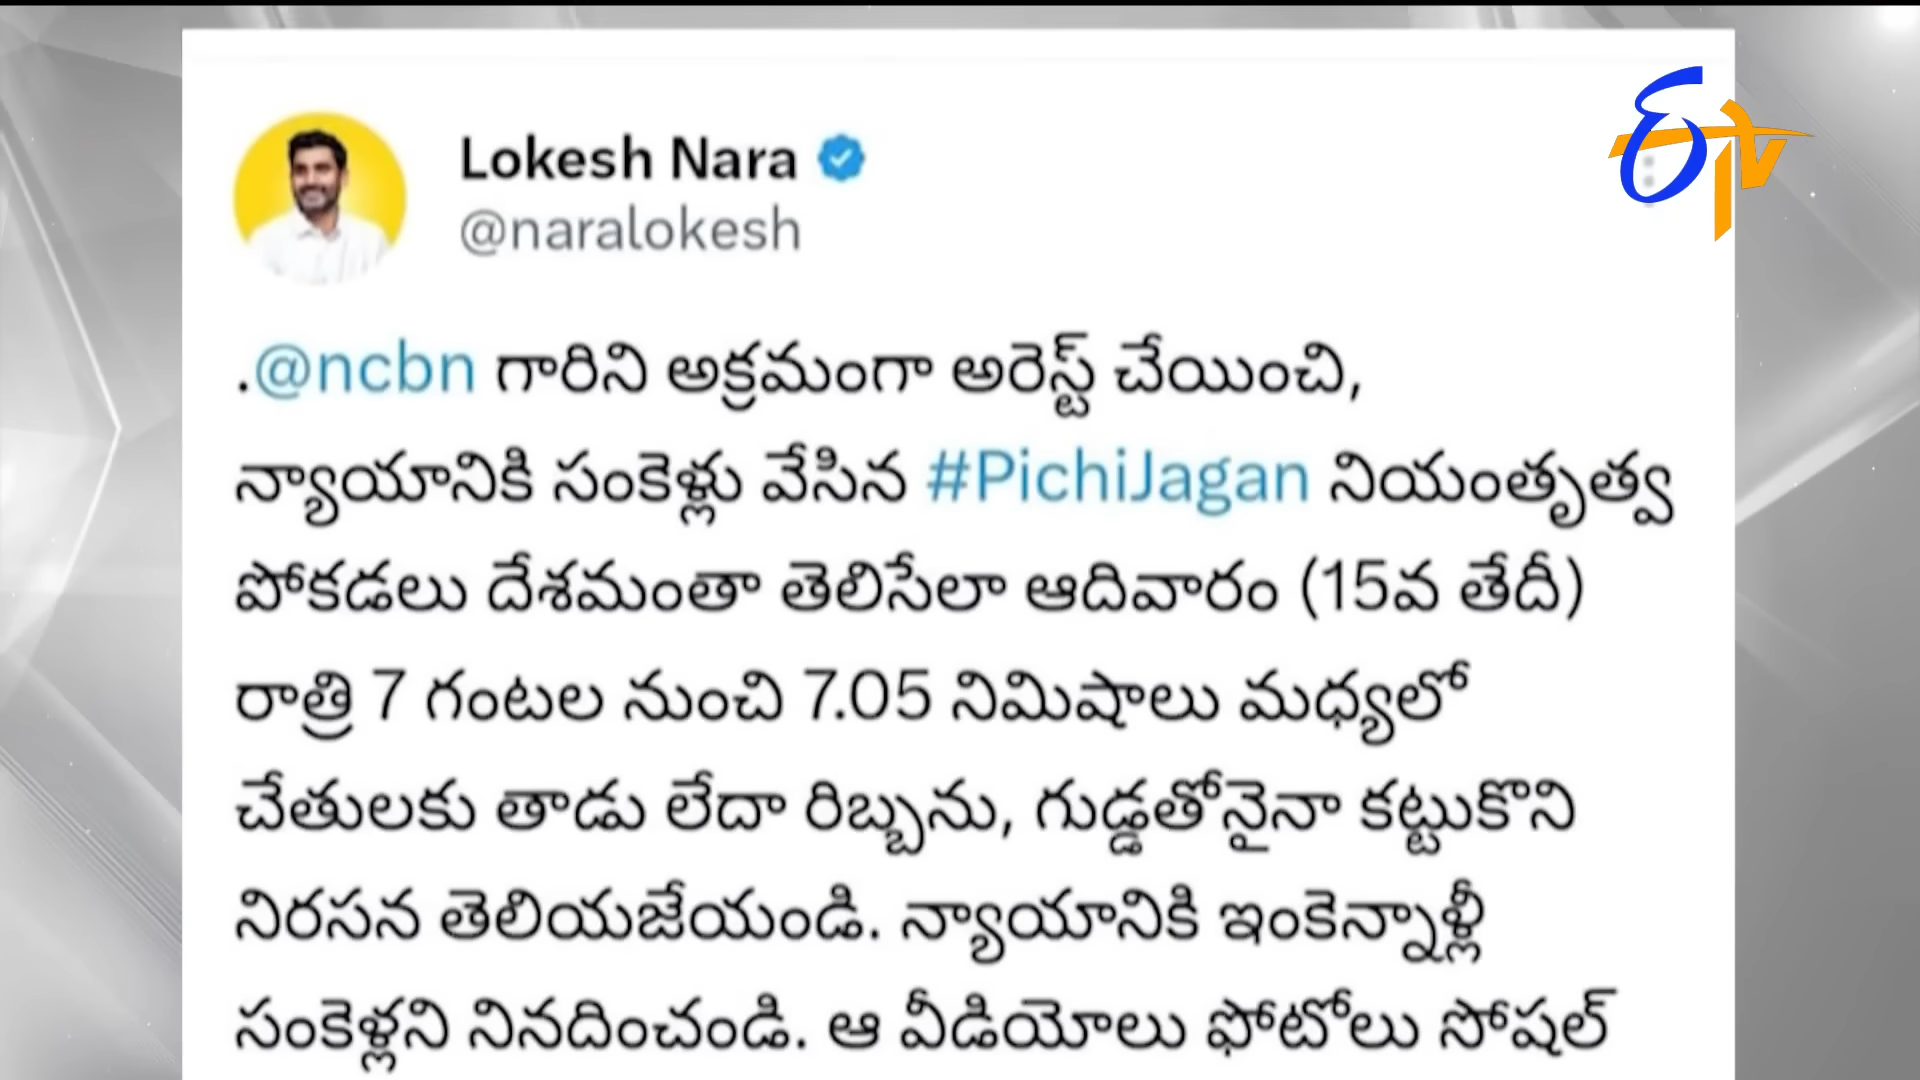 ETV
Lokesh Nara
@naralokesh
.@ncbn గారిని అక్రమంగా అరెస్ట్ చేయించి,
న్యాయానికి సంకెళ్లు వేసిన #PichiJagan నియంతృత్వ
పోకడలు దేశమంతా తెలిసేలా ఆదివారం (15వ తేదీ)
రాత్రి 7 గంటల నుంచి 7.05 నిమిషాలు మధ్యలో
చేతులకు తాడు లేదా రిబ్బను, గుడ్డతోనైనా కట్టుకొని
నిరసన తెలియజేయండి. న్యాయానికి ఇంకెన్నాళ్లీ
సంకెళ్లని నినదించండి. ఆ వీడియోలు ఫోటోలు సోషల్